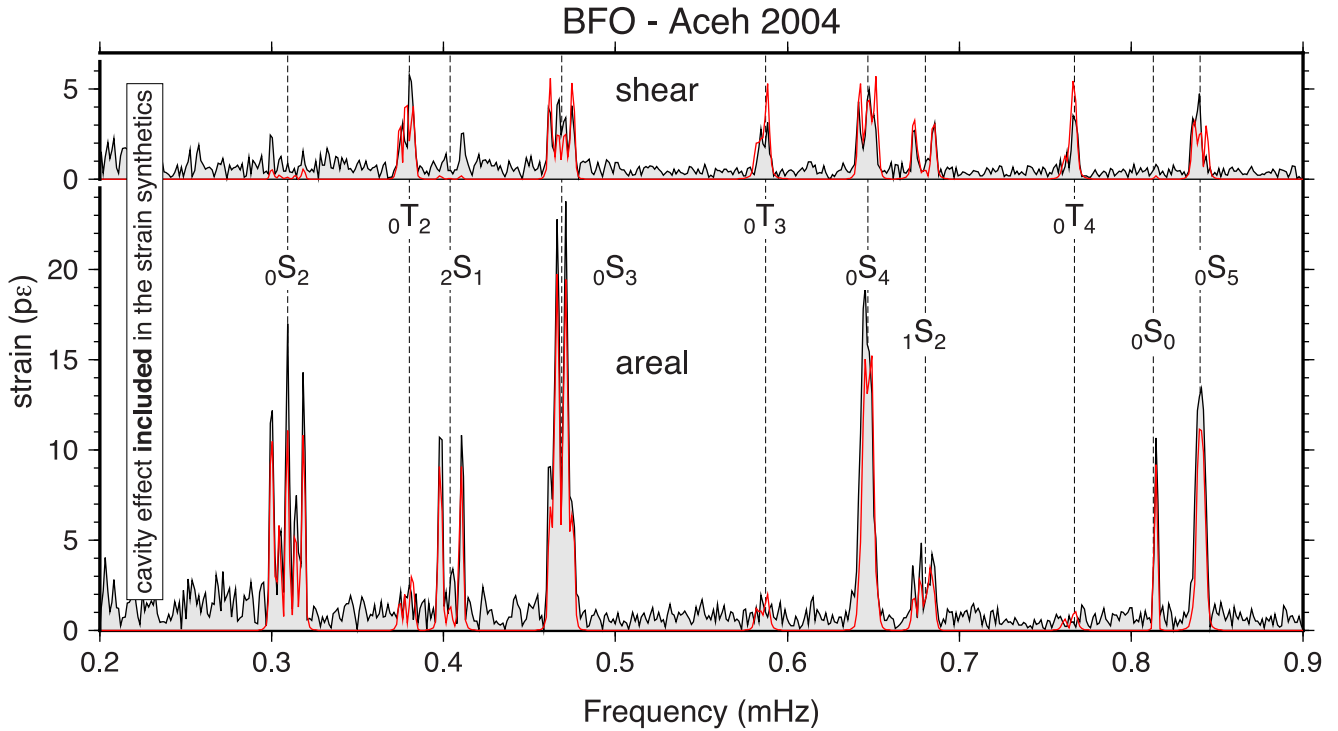 BFO - Aceh 2004
shear
5
0
cavity effect included in the strain synthetics
strain (pε)
₀T₂
₀T₃
₀T₄
₀S₂
₂S₁
₀S₃
₀S₄
₀S₅
₁S₂
₀S₀
areal
20
15
10
5
0
0.2 0.3 0.4 0.5 0.6 0.7 0.8 0.9
Frequency (mHz)